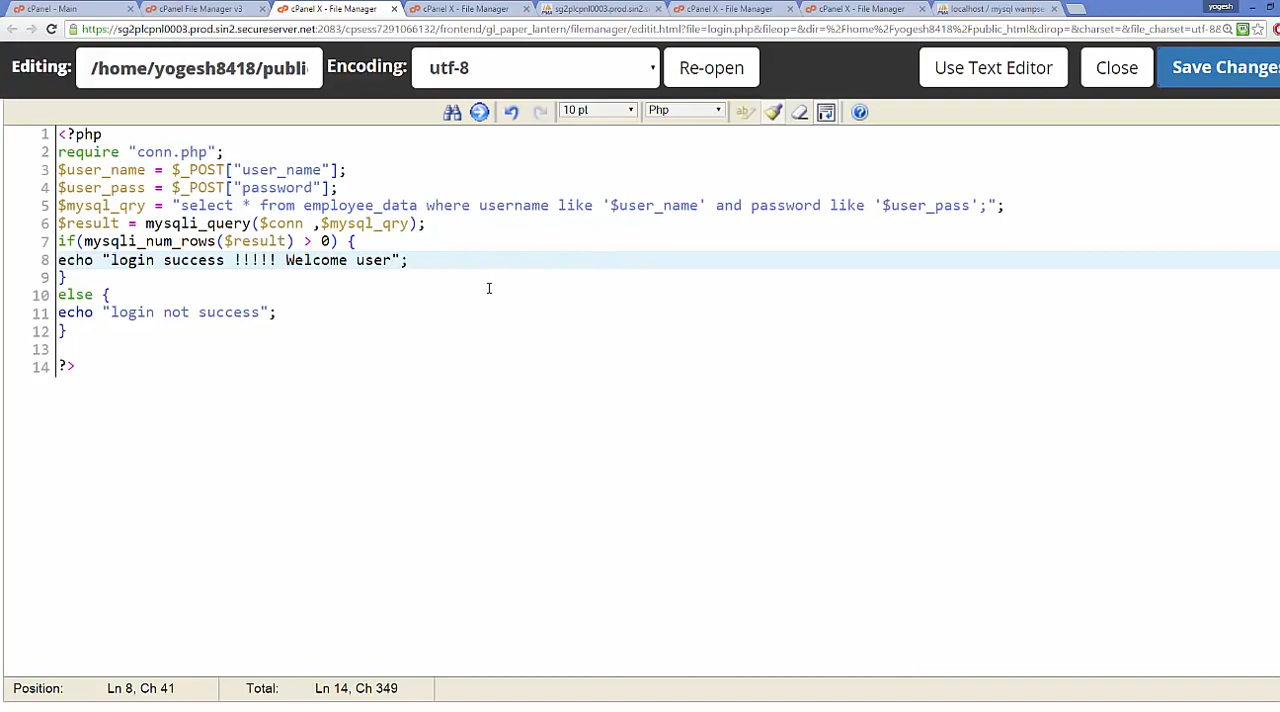 cPanel - Main
cPanel File Manager v3
cPanel X - File Manager
cPanel X - File Manager
sg2plcpnl0003.prod.sin2.s
cPanel X - File Manager
cPanel X - File Manager
localhost / mysql wampse
yogesh
https://sg2plcpnl0003.prod.sin2.secureserver.net:2083/cpsess7291066132/frontend/gl_paper_lantern/filemanager/editit.html?file=login.php&fileop=&dir=%2Fhome%2Fyogesh8418%2Fpublic_html&dirop=&charset=&file_charset=utf-88
Editing: /home/yogesh8418/publi Encoding: utf-8 Re-open Use Text Editor Close Save Change
10 pt Php
1 <?php
2 require "conn.php";
3 $user_name = $_POST["user_name"];
4 $user_pass = $_POST["password"];
5 $mysql_qry = "select * from employee_data where username like '$user_name' and password like '$user_pass';";
6 $result = mysqli_query($conn ,$mysql_qry);
7 if(mysqli_num_rows($result) > 0) {
8 echo "login success !!!!! Welcome user";
9 }
10 else {
11 echo "login not success";
12 }
13
14 ?>
Position: Ln 8, Ch 41 Total: Ln 14, Ch 349